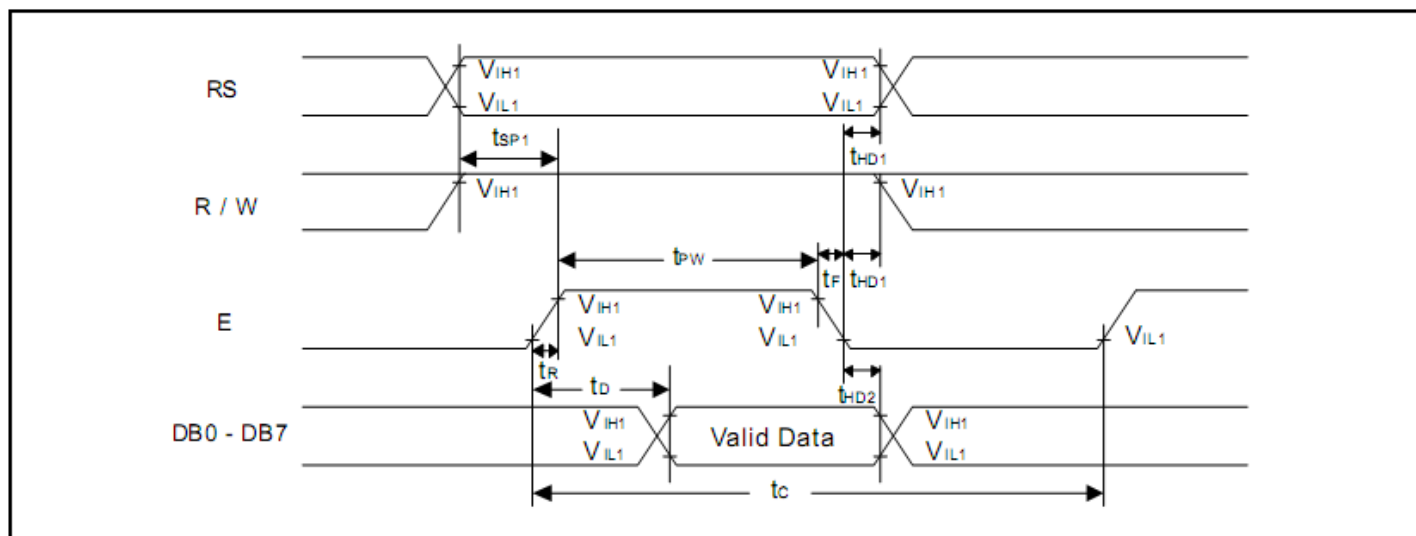 RS
VIH1 VIH1
VIL1 VIL1
tSP1
tHD1
R / W
VIH1 VIH1
tPW
tF tHD1
E
VIH1 VIH1
VIL1 VIL1 VIL1
tR
tD
tHD2
DB0 - DB7
VIH1 VIH1
Valid Data
VIL1 VIL1
tC